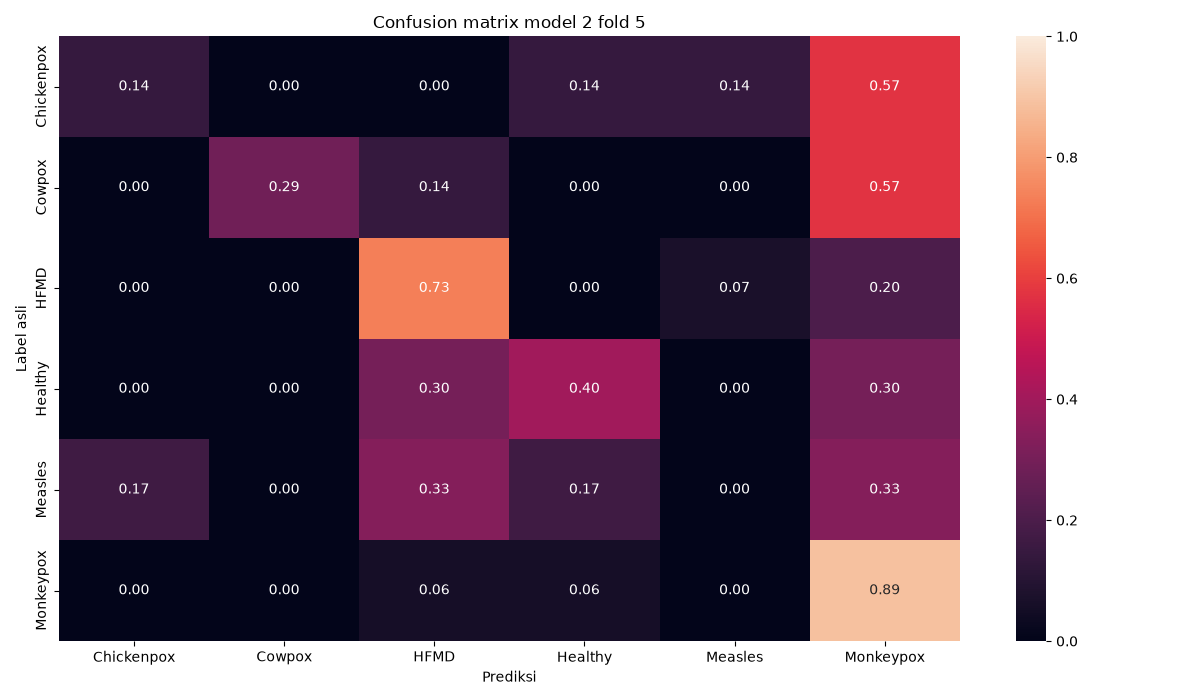 Confusion matrix model 2 fold 5
Label asli
Chickenpox 0.14 0.00 0.00 0.14 0.14 0.57
Cowpox 0.00 0.29 0.14 0.00 0.00 0.57
HFMD 0.00 0.00 0.73 0.00 0.07 0.20
Healthy 0.00 0.00 0.30 0.40 0.00 0.30
Measles 0.17 0.00 0.33 0.17 0.00 0.33
Monkeypox 0.00 0.00 0.06 0.06 0.00 0.89
Chickenpox Cowpox HFMD Healthy Measles Monkeypox
Prediksi
1.0
0.8
0.6
0.4
0.2
0.0